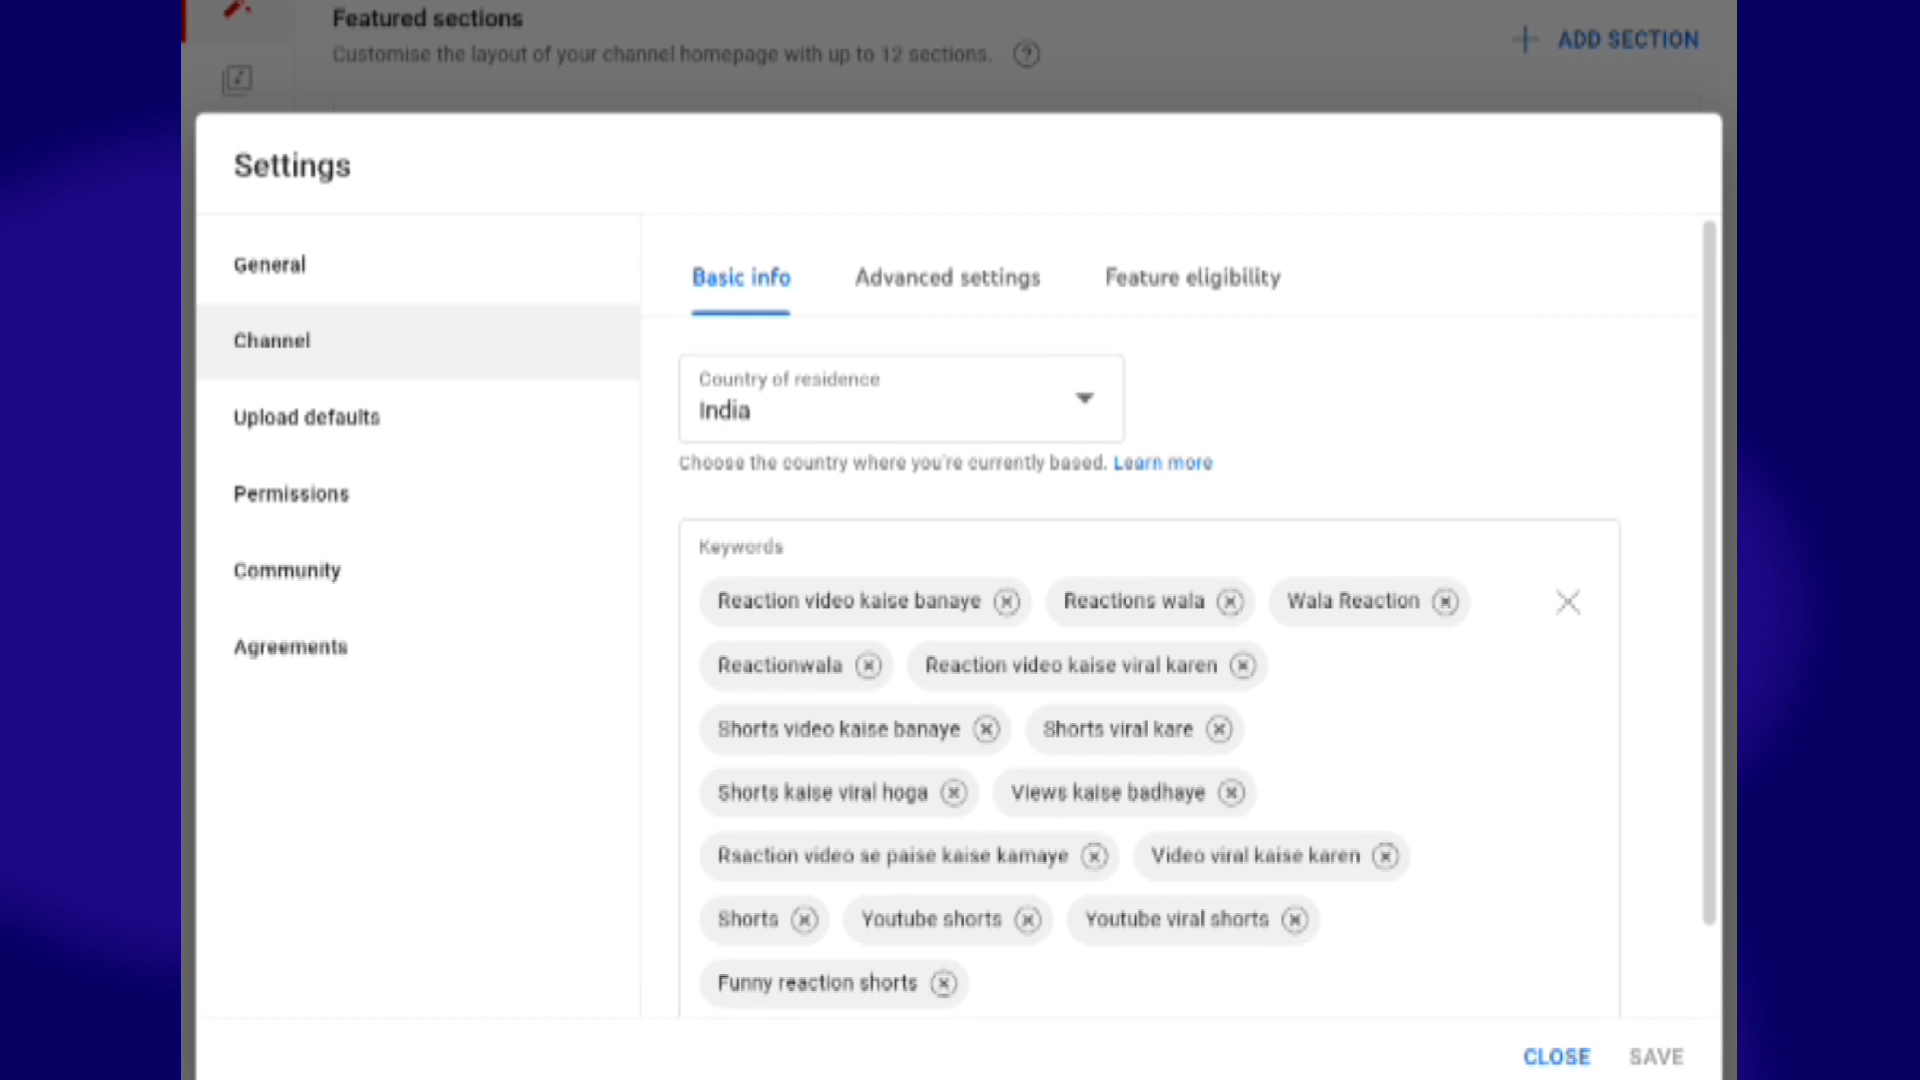 Featured sections
Customise the layout of your channel homepage with up to 12 sections.
ADD SECTION
Settings
General
Channel
Upload defaults
Permissions
Community
Agreements
Basic info Advanced settings Feature eligibility
Country of residence
India
Choose the country where you're currently based. Learn more
Keywords
Reaction video kaise banaye Reactions wala Wala Reaction
Reactionwala Reaction video kaise viral karen
Shorts video kaise banaye Shorts viral kare
Shorts kaise viral hoga Views kaise badhaye
Rsaction video se paise kaise kamaye Video viral kaise karen
Shorts Youtube shorts Youtube viral shorts
Funny reaction shorts
CLOSE SAVE